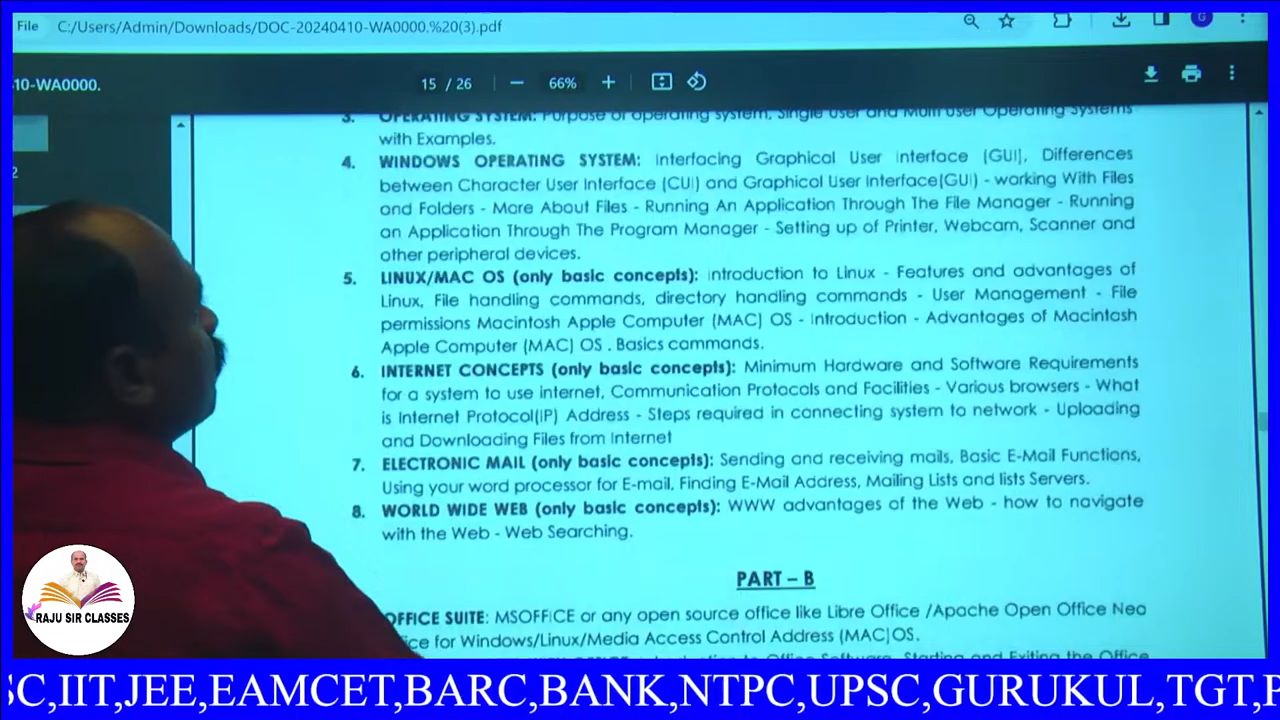 File C:/Users/Admin/Downloads/DOC-20240410-WA0000.%20(3).pdf
10-WA0000. 15 / 26 — 66% +
3. OPERATING SYSTEM: Purpose of operating system, Single user and Multi user Operating Systems
with Examples.
4. WINDOWS OPERATING SYSTEM: Interfacing Graphical User Interface (GUI], Differences
between Character User Interface (CUI) and Graphical User Interface(GUI) - working With Files
and Folders - More About Files - Running An Application Through The File Manager - Running
an Application Through The Program Manager - Setting up of Printer, Webcam, Scanner and
other peripheral devices.
5. LINUX/MAC OS (only basic concepts): Introduction to Linux - Features and advantages of
Linux, File handling commands, directory handling commands - User Management - File
permissions Macintosh Apple Computer (MAC) OS - Introduction - Advantages of Macintosh
Apple Computer (MAC) OS . Basics commands.
6. INTERNET CONCEPTS (only basic concepts): Minimum Hardware and Software Requirements
for a system to use internet, Communication Protocols and Facilities - Various browsers - What
is Internet Protocol(IP) Address - Steps required in connecting system to network - Uploading
and Downloading Files from Internet
7. ELECTRONIC MAIL (only basic concepts): Sending and receiving mails, Basic E-Mail Functions,
Using your word processor for E-mail, Finding E-Mail Address, Mailing Lists and lists Servers.
8. WORLD WIDE WEB (only basic concepts): WWW advantages of the Web - how to navigate
with the Web - Web Searching.
PART – B
OFFICE SUITE: MSOFFICE or any open source office like Libre Office /Apache Open Office Neo
ice for Windows/Linux/Media Access Control Address (MAC)OS.
RAJU SIR CLASSES
SC,IIT,JEE,EAMCET,BARC,BANK,NTPC,UPSC,GURUKUL,TGT,